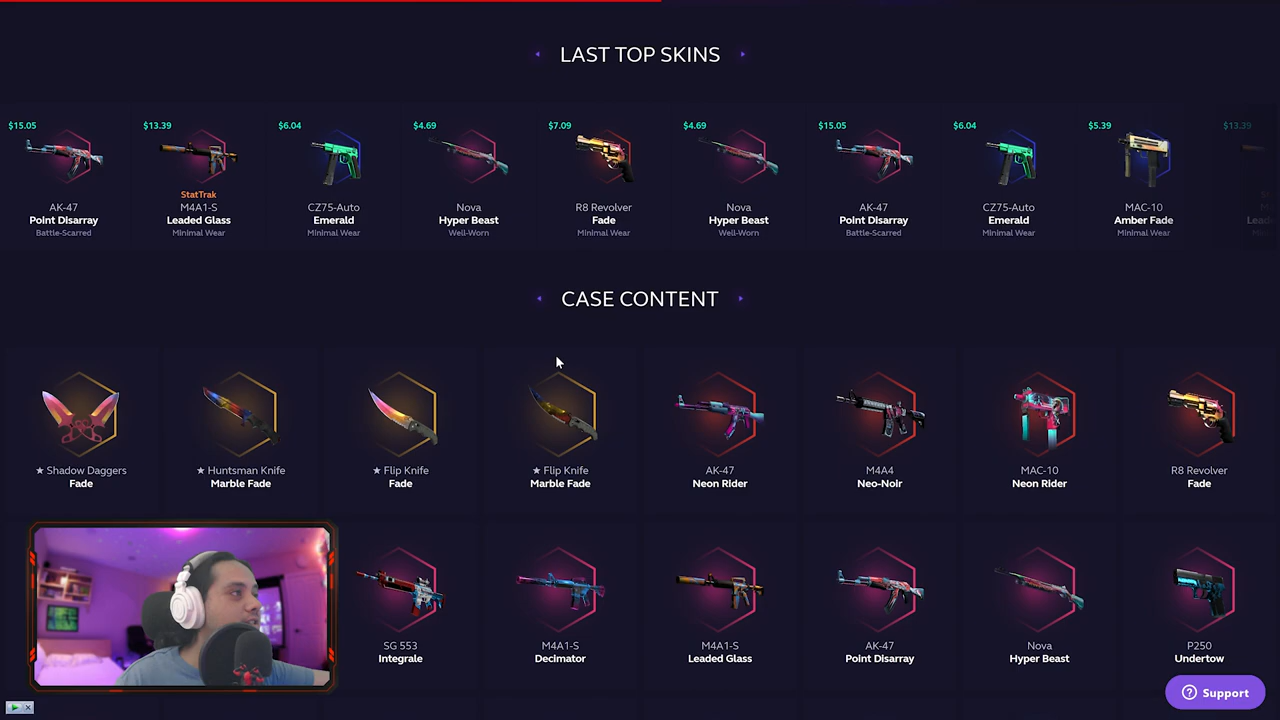 LAST TOP SKINS
$15.05
AK-47
Point Disarray
Battle-Scarred
$13.39
StatTrak
M4A1-S
Leaded Glass
Minimal Wear
$6.04
CZ75-Auto
Emerald
Minimal Wear
$4.69
Nova
Hyper Beast
Well-Worn
$7.09
R8 Revolver
Fade
Minimal Wear
$4.69
Nova
Hyper Beast
Well-Worn
$15.05
AK-47
Point Disarray
Battle-Scarred
$6.04
CZ75-Auto
Emerald
Minimal Wear
$5.39
MAC-10
Amber Fade
Minimal Wear
$13.39
CASE CONTENT
★ Shadow Daggers
Fade
★ Huntsman Knife
Marble Fade
★ Flip Knife
Fade
★ Flip Knife
Marble Fade
AK-47
Neon Rider
M4A4
Neo-Noir
MAC-10
Neon Rider
R8 Revolver
Fade
SG 553
Integrale
M4A1-S
Decimator
M4A1-S
Leaded Glass
AK-47
Point Disarray
Nova
Hyper Beast
P250
Undertow
Support